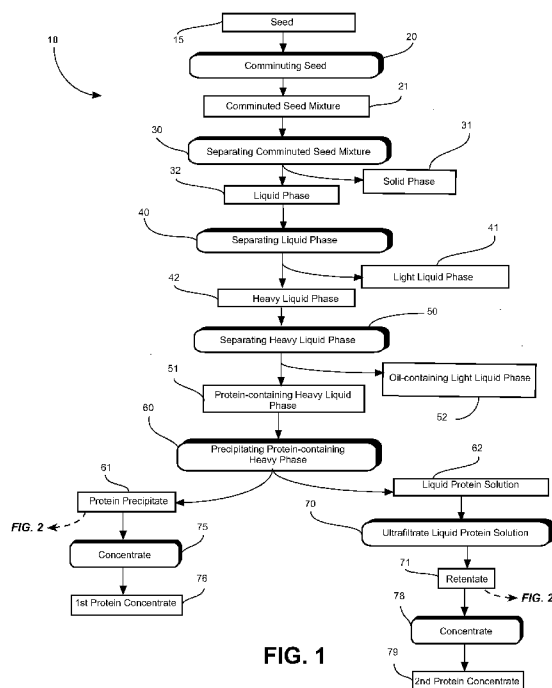 10
Seed
15
Comminuting Seed
20
Comminuted Seed Mixture
21
30
Separating Comminuted Seed Mixture
31
32
Solid Phase
Liquid Phase
40
Separating Liquid Phase
41
42
Light Liquid Phase
Heavy Liquid Phase
50
Separating Heavy Liquid Phase
51
Oil-containing Light Liquid Phase
Protein-containing Heavy Liquid
Phase
52
60
Precipitating Protein-containing
Heavy Phase
61
62
Protein Precipitate
Liquid Protein Solution
FIG. 2
70
75
Ultrafiltrate Liquid Protein Solution
Concentrate
71
Retentate
76
FIG. 2
1st Protein Concentrate
78
Concentrate
79
2nd Protein Concentrate
FIG. 1